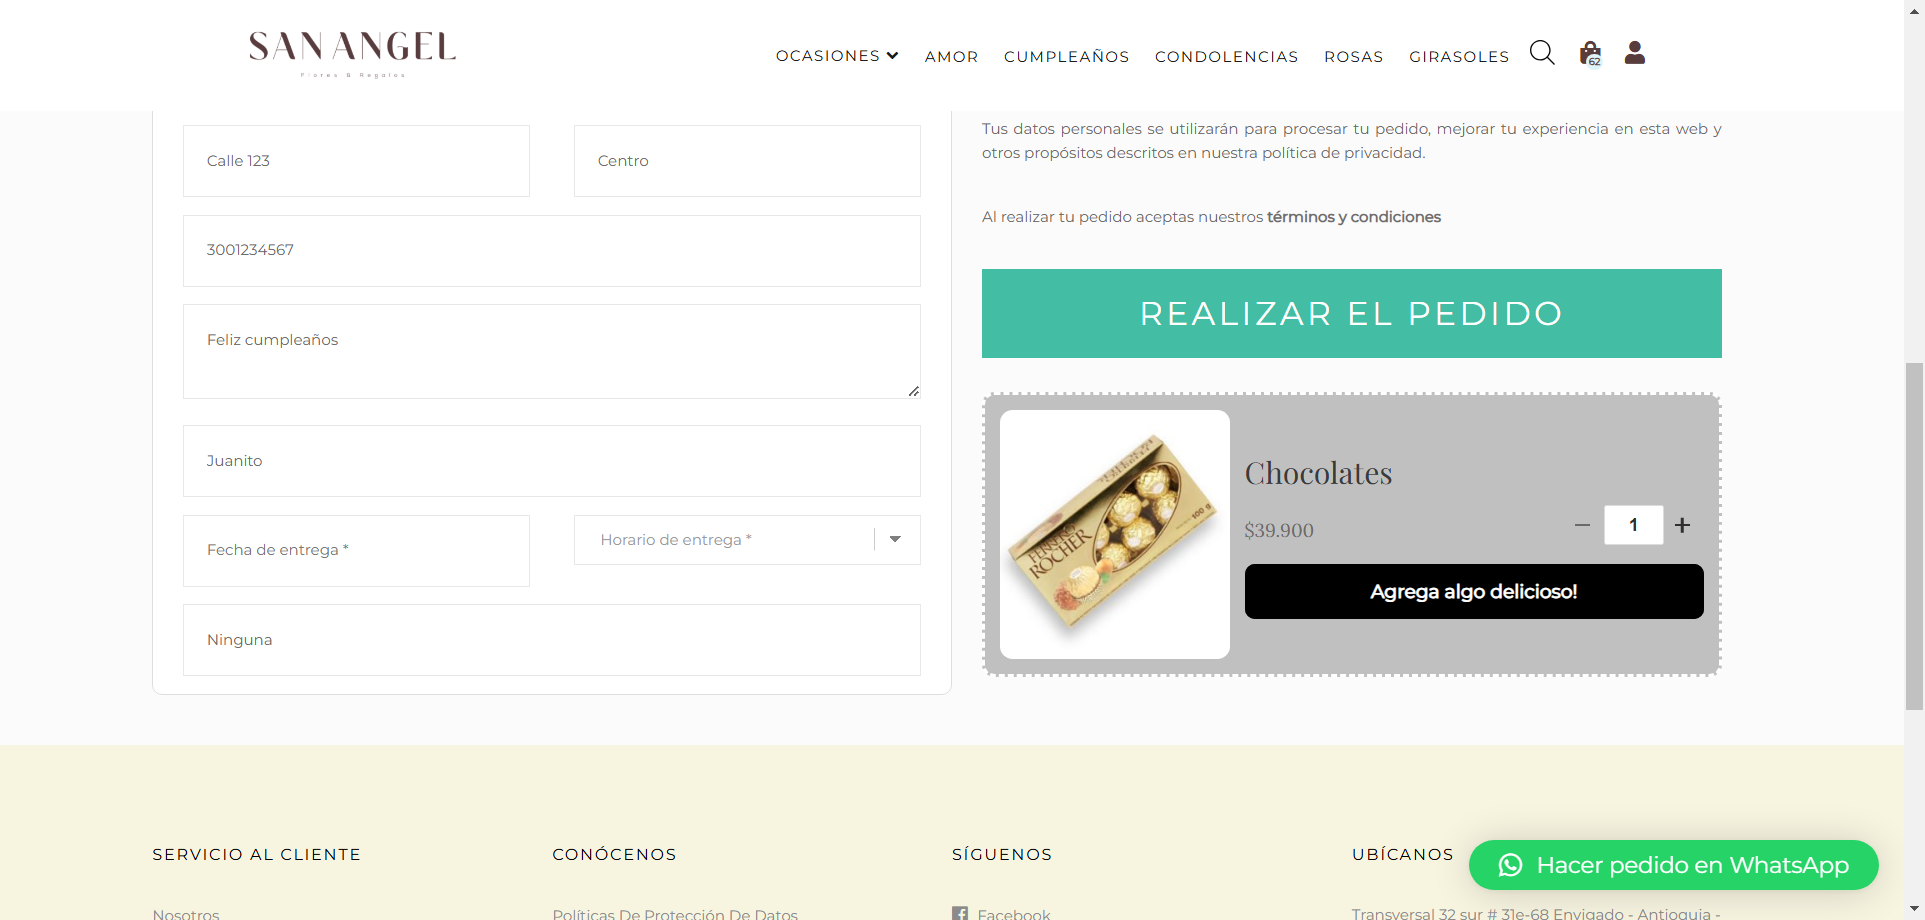 SAN ANGEL
Flores & Regalos
OCASIONES
AMOR
CUMPLEAÑOS
CONDOLENCIAS
ROSAS
GIRASOLES
62
Calle 123
Centro
3001234567
Feliz cumpleaños
Juanito
Fecha de entrega *
Horario de entrega *
Ninguna
Tus datos personales se utilizarán para procesar tu pedido, mejorar tu experiencia en esta web y
otros propósitos descritos en nuestra política de privacidad.
Al realizar tu pedido aceptas nuestros términos y condiciones
REALIZAR EL PEDIDO
FERRERO
ROCHER
100 g
Chocolates
$39.900
1
Agrega algo delicioso!
SERVICIO AL CLIENTE
Nosotros
CONÓCENOS
Políticas De Protección De Datos
SÍGUENOS
Facebook
UBÍCANOS
Transversal 32 sur # 31e-68 Envigado - Antioquia -
Hacer pedido en WhatsApp